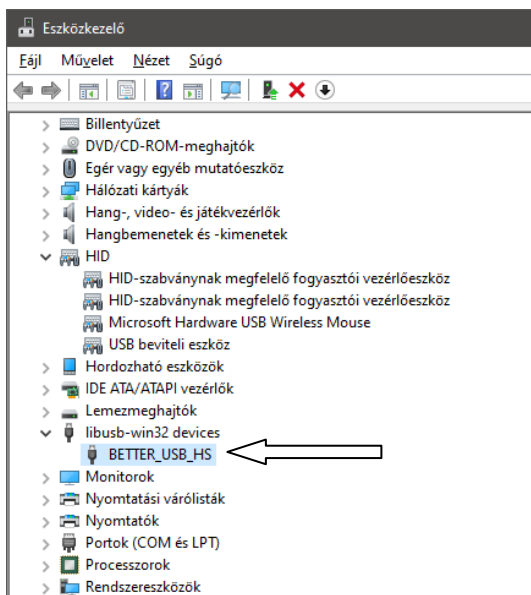 Eszközkezelő
Fájl Művelet Nézet Súgó
Billentyűzet
DVD/CD-ROM-meghajtók
Egér vagy egyéb mutatóeszköz
Hálózati kártyák
Hang-, video- és játékvezérlők
Hangbemenetek és -kimenetek
HID
HID-szabványnak megfelelő fogyasztói vezérlőeszköz
HID-szabványnak megfelelő fogyasztói vezérlőeszköz
Microsoft Hardware USB Wireless Mouse
USB beviteli eszköz
Hordozható eszközök
IDE ATA/ATAPI vezérlők
Lemezmeghajtók
libusb-win32 devices
BETTER_USB_HS
Monitorok
Nyomtatási várólisták
Nyomtatók
Portok (COM és LPT)
Processzorok
Rendszereszközök